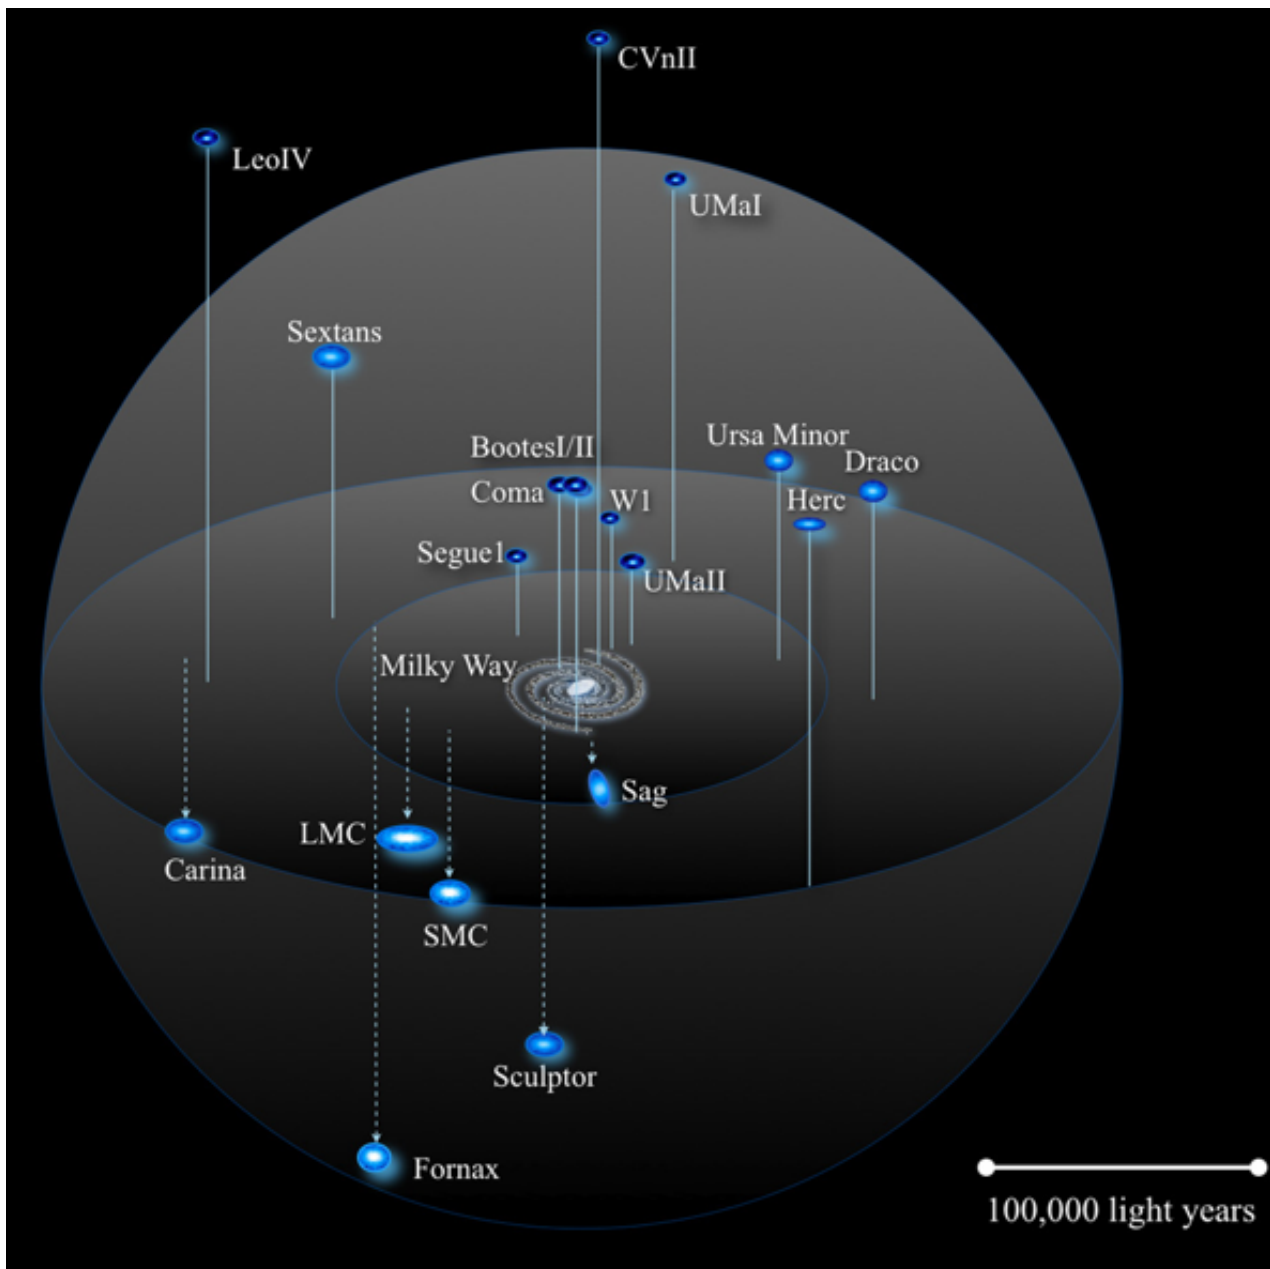 CVnII
LeoIV
UMaI
Sextans
Ursa Minor
BootesI/II
Draco
Coma
W1
Herc
Segue1
UMaII
Milky Way
Sag
LMC
Carina
SMC
Sculptor
Fornax
100,000 light years